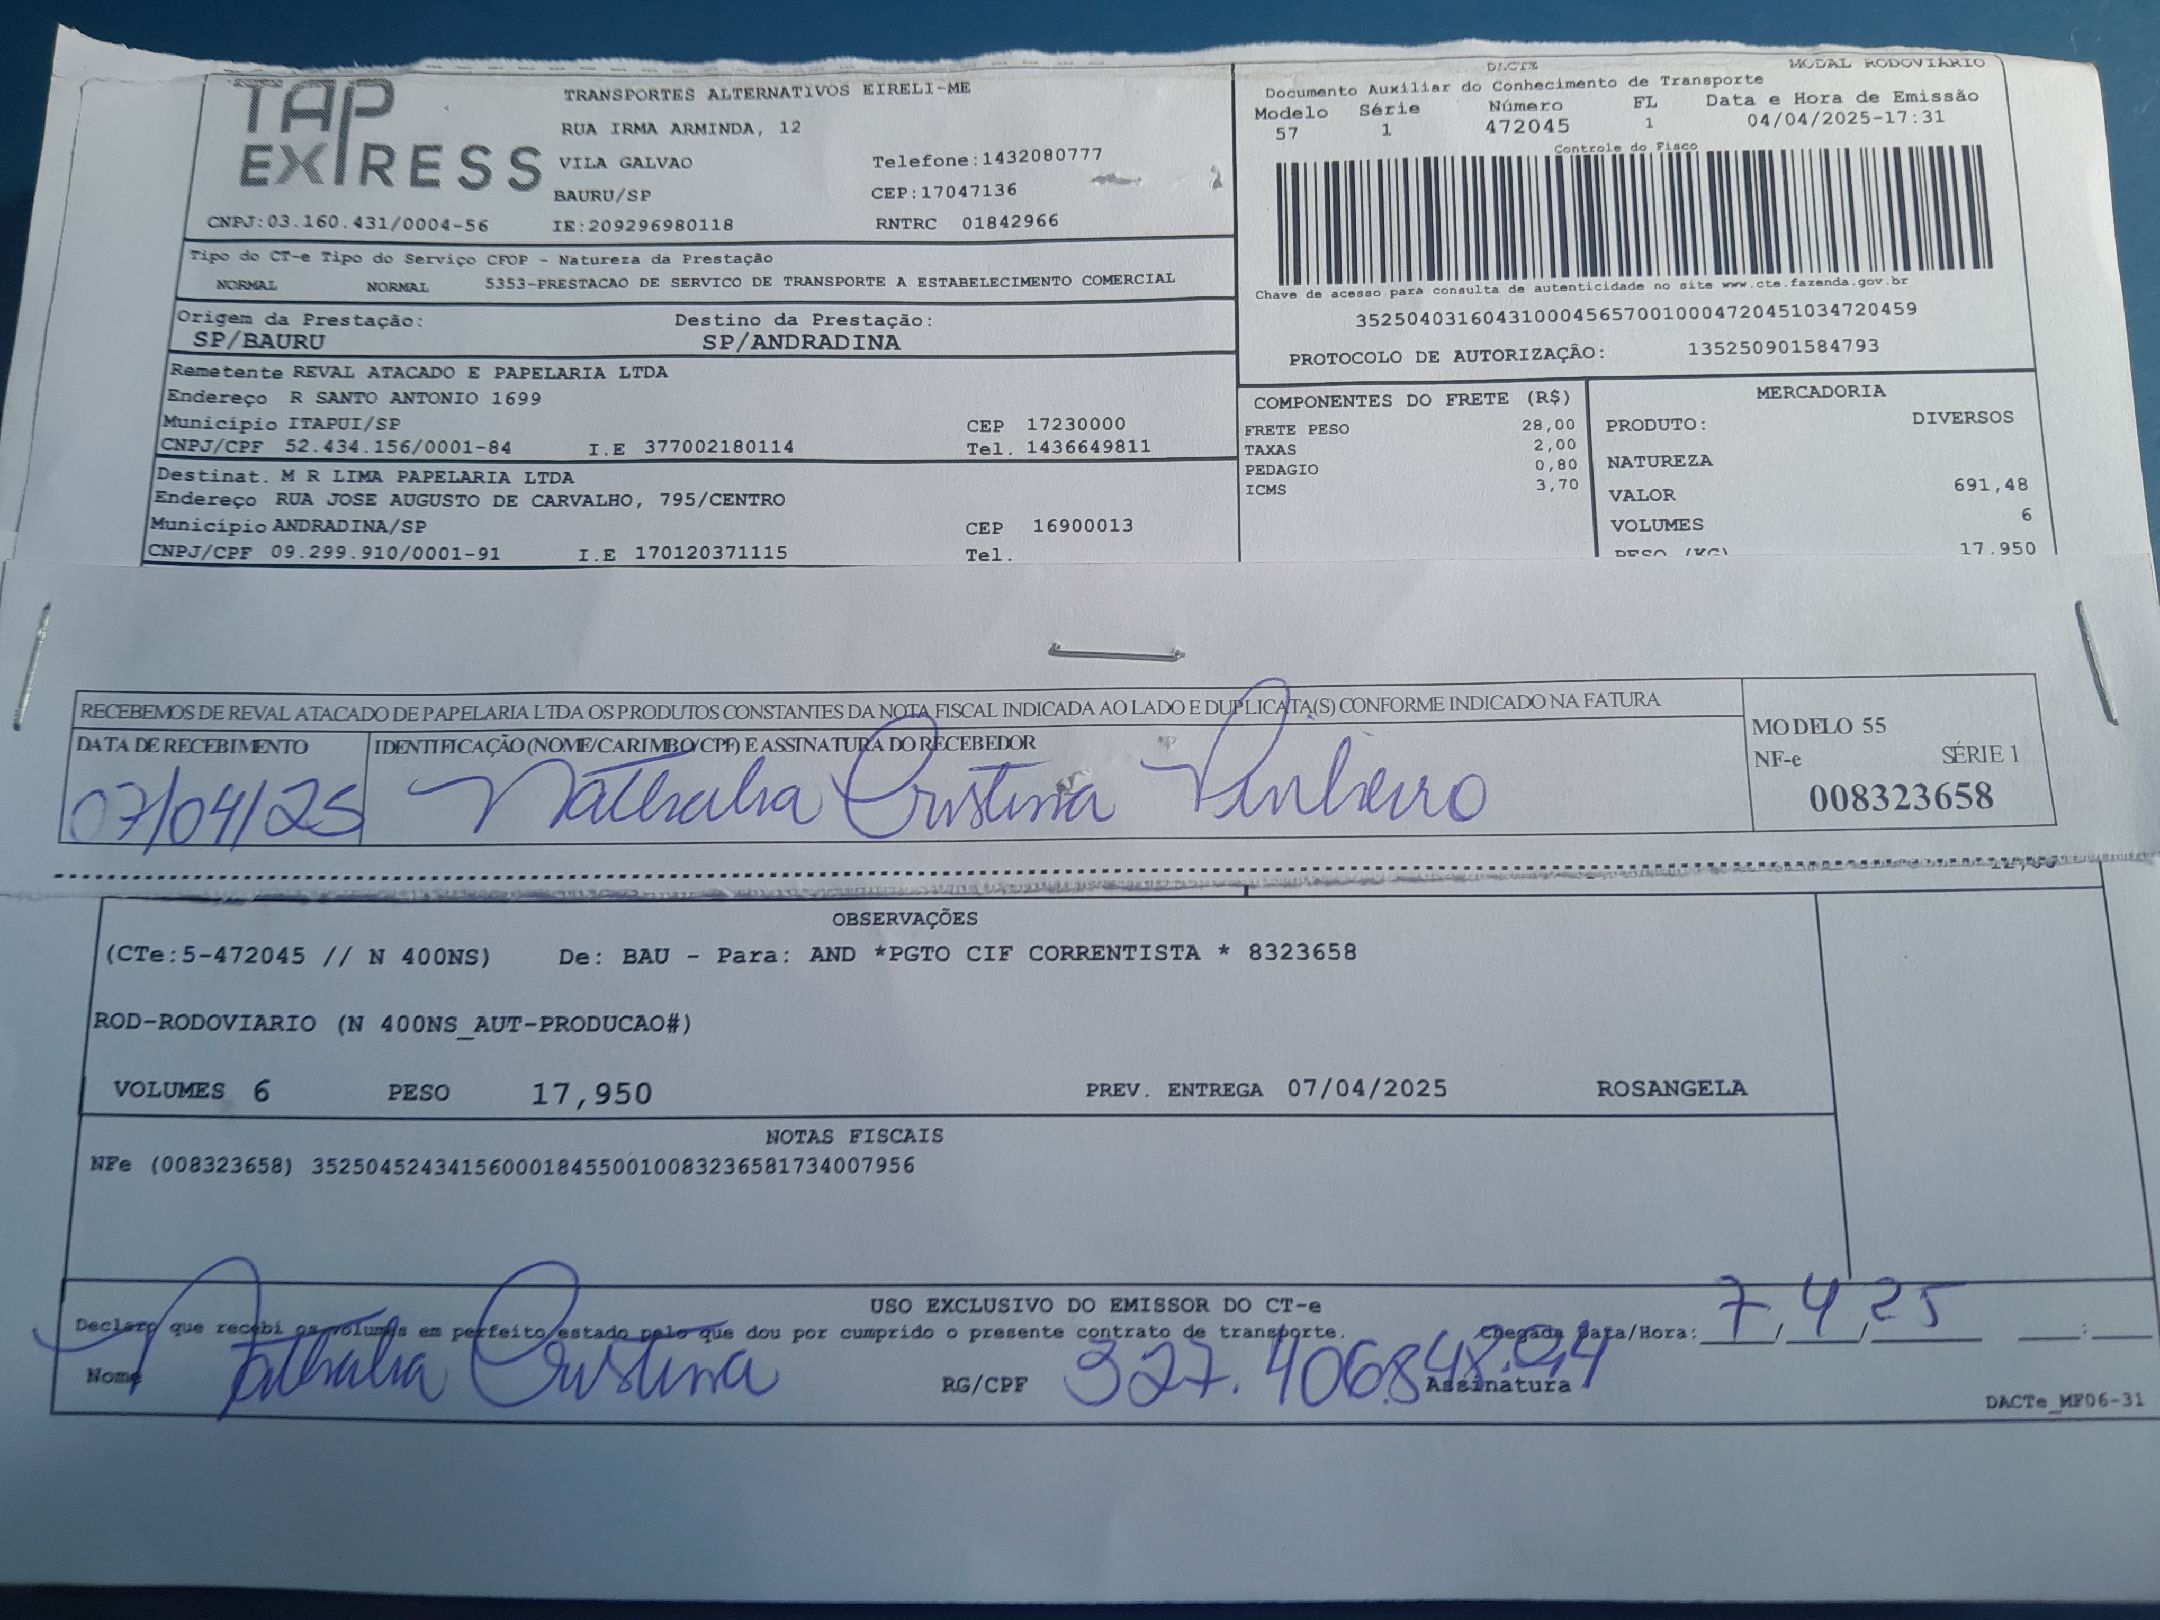 TAP EXPRESS
TRANSPORTES ALTERNATIVOS EIRELI-ME
RUA IRMA ARMINDA, 12
VILA GALVAO Telefone:1432080777
BAURU/SP CEP:17047136
CNPJ:03.160.431/0004-56 IE:209296980118 RNTRC 01842966
DACTE MODAL RODOVIÁRIO
Documento Auxiliar do Conhecimento de Transporte
Modelo Série Número FL Data e Hora de Emissão
57 1 472045 1 04/04/2025-17:31
Controle do Fisco
Chave de acesso para consulta de autenticidade no site www.cte.fazenda.gov.br
35250403160431000456570010004720451034720459
PROTOCOLO DE AUTORIZAÇÃO: 135250901584793
Tipo do CT-e Tipo do Serviço CFOP - Natureza da Prestação
NORMAL NORMAL 5353-PRESTACAO DE SERVICO DE TRANSPORTE A ESTABELECIMENTO COMERCIAL
Origem da Prestação: Destino da Prestação:
SP/BAURU SP/ANDRADINA
Remetente REVAL ATACADO E PAPELARIA LTDA
Endereço R SANTO ANTONIO 1699
Município ITAPUI/SP CEP 17230000
CNPJ/CPF 52.434.156/0001-84 I.E 377002180114 Tel. 1436649811
Destinat. M R LIMA PAPELARIA LTDA
Endereço RUA JOSE AUGUSTO DE CARVALHO, 795/CENTRO
Município ANDRADINA/SP CEP 16900013
CNPJ/CPF 09.299.910/0001-91 I.E 170120371115 Tel.
COMPONENTES DO FRETE (R$)
FRETE PESO 28,00
TAXAS 2,00
PEDAGIO 0,80
ICMS 3,70
MERCADORIA
PRODUTO: DIVERSOS
NATUREZA
VALOR 691,48
VOLUMES 6
PESO (KG) 17.950
RECEBEMOS DE REVAL ATACADO DE PAPELARIA LTDA OS PRODUTOS CONSTANTES DA NOTA FISCAL INDICADA AO LADO E DUPLICATA(S) CONFORME INDICADO NA FATURA
DATA DE RECEBIMENTO IDENTIFICAÇÃO (NOME/CARIMBO/CPF) E ASSINATURA DO RECEBEDOR
07/04/25 Nathalia Cristina Pinheiro
MODELO 55
NF-e SÉRIE 1
008323658
OBSERVAÇÕES
(CTe:5-472045 // N 400NS) De: BAU - Para: AND *PGTO CIF CORRENTISTA * 8323658
ROD-RODOVIARIO (N 400NS_AUT-PRODUCAO#)
VOLUMES 6 PESO 17,950 PREV. ENTREGA 07/04/2025 ROSANGELA
NOTAS FISCAIS
NFe (008323658) 35250452434156000184550010083236581734007956
USO EXCLUSIVO DO EMISSOR DO CT-e
Declaro que recebi os volumes em perfeito estado pelo que dou por cumprido o presente contrato de transporte. Chegada Data/Hora: 7/4/25 :
Nome Nathalia Cristina RG/CPF 327.406.848.04 Assinatura
DACTe_MF06-31